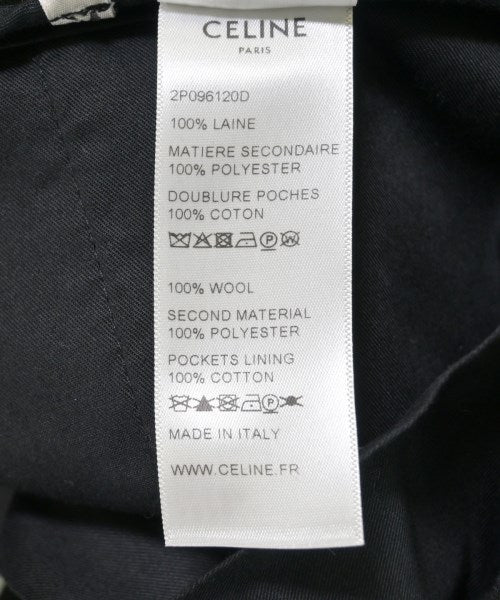 CELINE
PARIS
2P096120D
100% LAINE
MATIERE SECONDAIRE
100% POLYESTER
DOUBLURE POCHES
100% COTON
100% WOOL
SECOND MATERIAL
100% POLYESTER
POCKETS LINING
100% COTTON
MADE IN ITALY
WWW.CELINE.FR